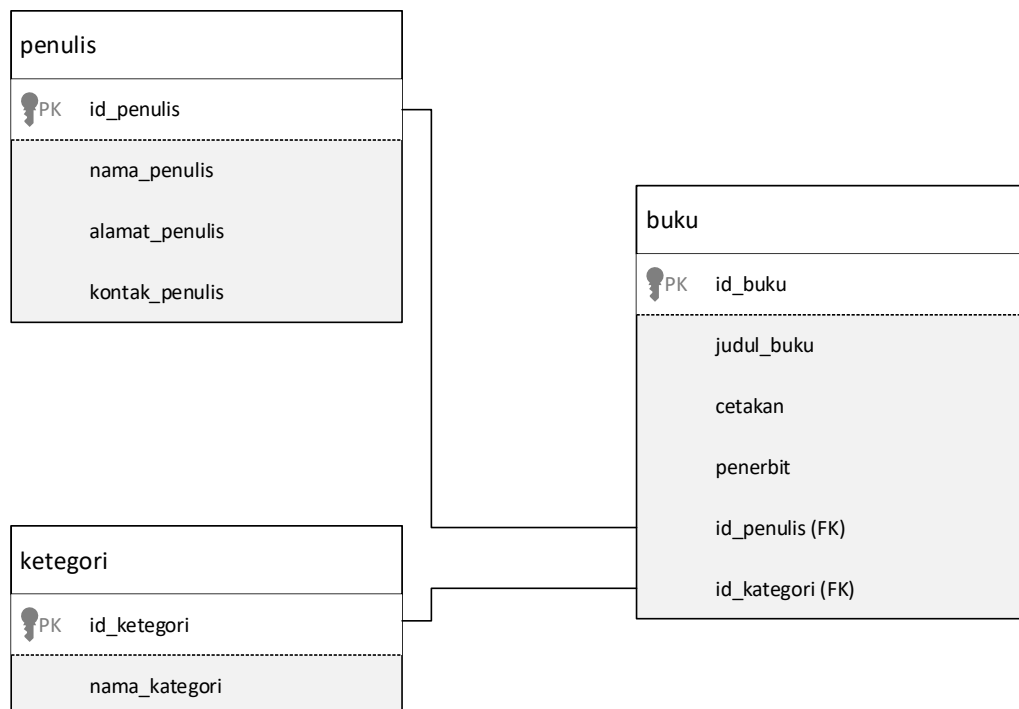 penulis
PK id_penulis
nama_penulis
alamat_penulis
kontak_penulis
buku
PK id_buku
judul_buku
cetakan
penerbit
id_penulis (FK)
id_kategori (FK)
ketegori
PK id_ketegori
nama_kategori